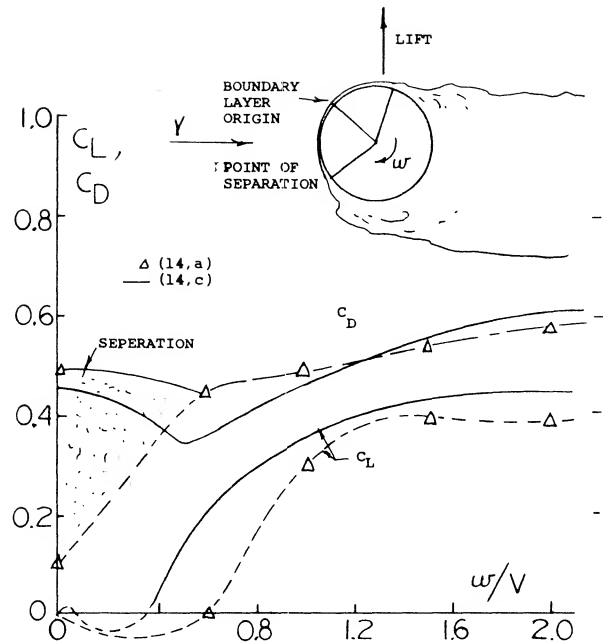 LIFT
BOUNDARY
LAYER
ORIGIN
V
POINT OF
SEPARATION
ω
1.0
C_L,
C_D
0.8
Δ (14,a)
— (14,c)
0.6
C_D
SEPERATION
0.4
C_L
0.2
ω/V
0
0 0.8 1.2 1.6 2.0